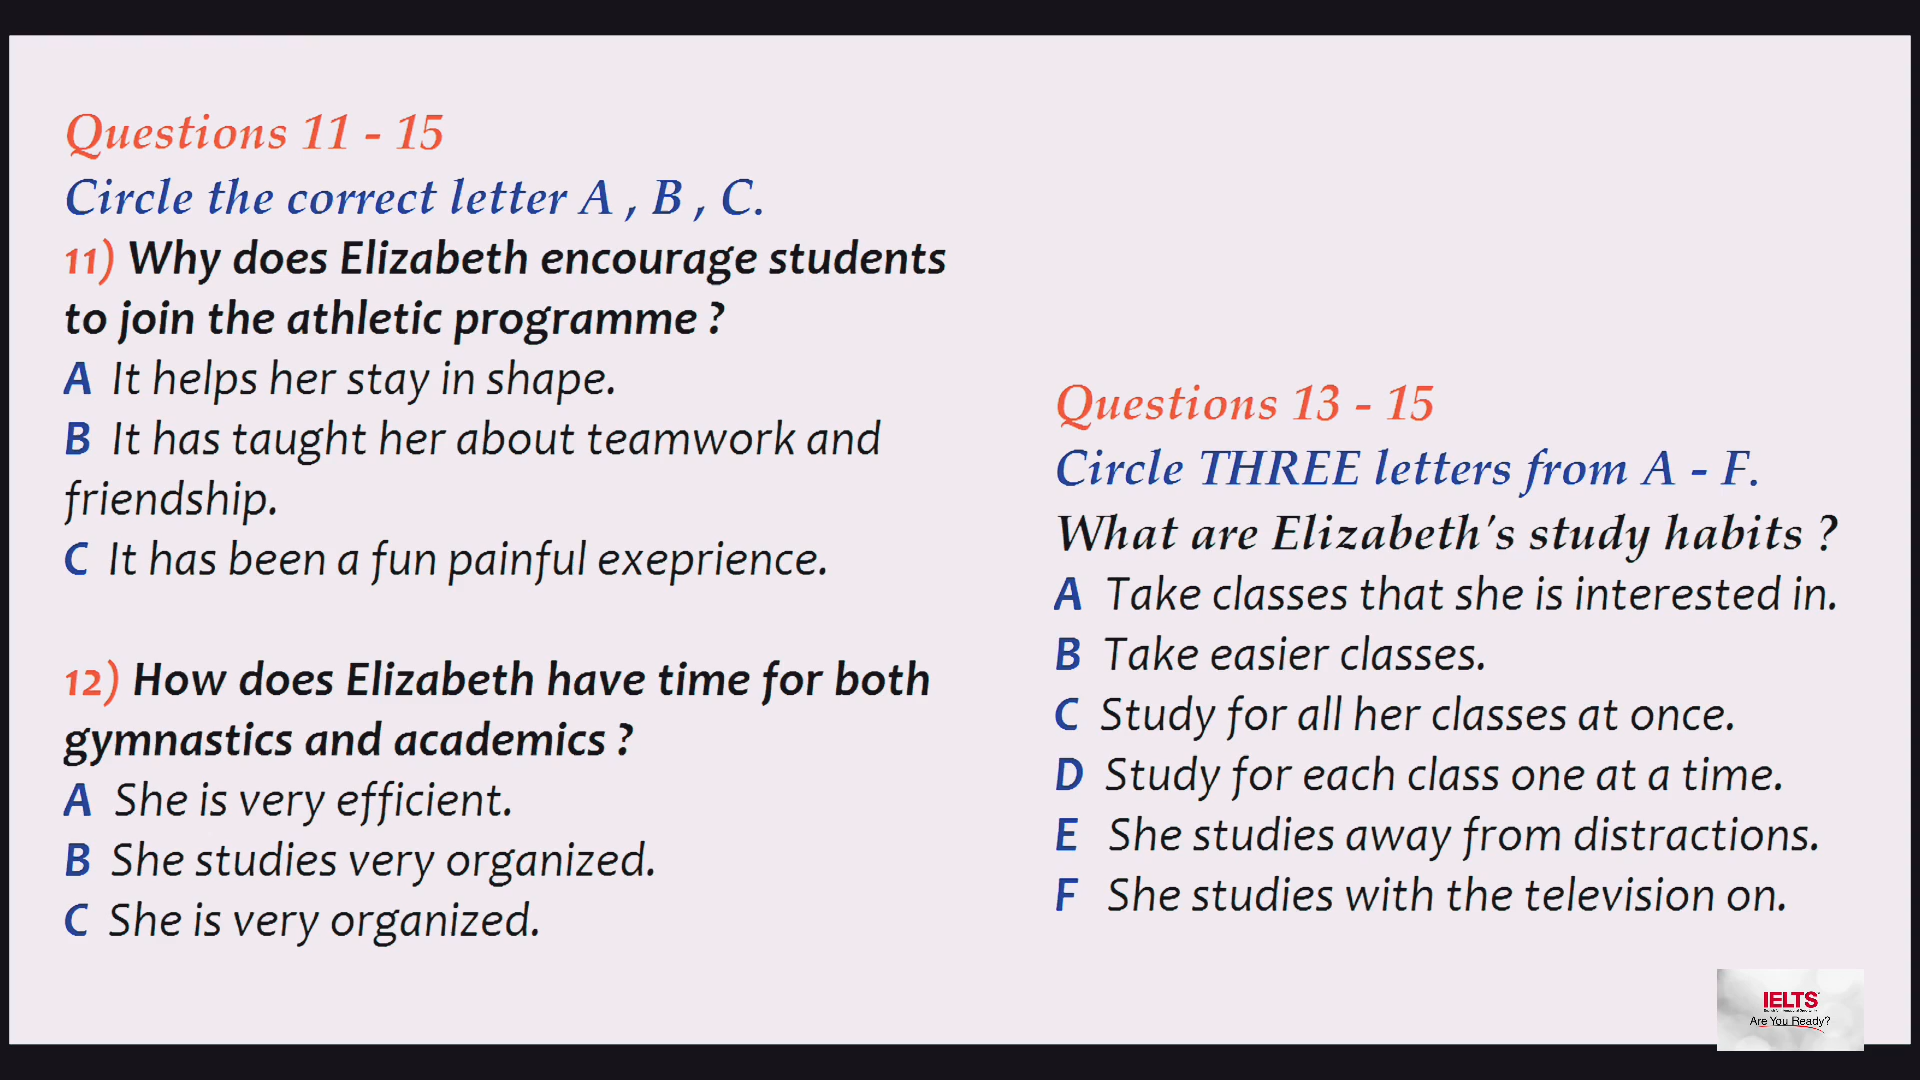 Questions 11 - 15
Circle the correct letter A , B , C.
11) Why does Elizabeth encourage students
to join the athletic programme ?
A It helps her stay in shape.
B It has taught her about teamwork and
friendship.
C It has been a fun painful exeprience.
12) How does Elizabeth have time for both
gymnastics and academics ?
A She is very efficient.
B She studies very organized.
C She is very organized.
Questions 13 - 15
Circle THREE letters from A - F.
What are Elizabeth's study habits ?
A Take classes that she is interested in.
B Take easier classes.
C Study for all her classes at once.
D Study for each class one at a time.
E She studies away from distractions.
F She studies with the television on.
IELTS
Are You Ready?